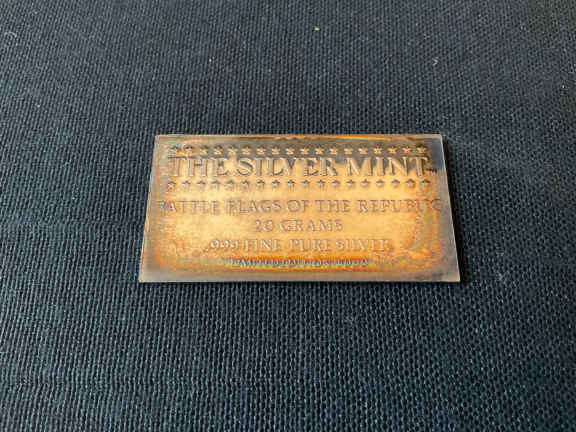 THE SILVER MINT
BATTLE FLAGS OF THE REPUBLIC
20 GRAMS
.999 FINE PURE SILVER